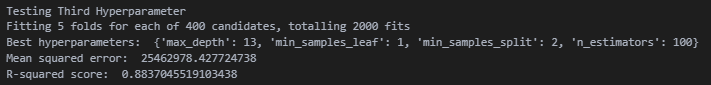 Testing Third Hyperparameter
Fitting 5 folds for each of 400 candidates, totalling 2000 fits
Best hyperparameters:  {'max_depth': 13, 'min_samples_leaf': 1, 'min_samples_split': 2, 'n_estimators': 100}
Mean squared error:  25462978.427724738
R-squared score:  0.8837045519103438